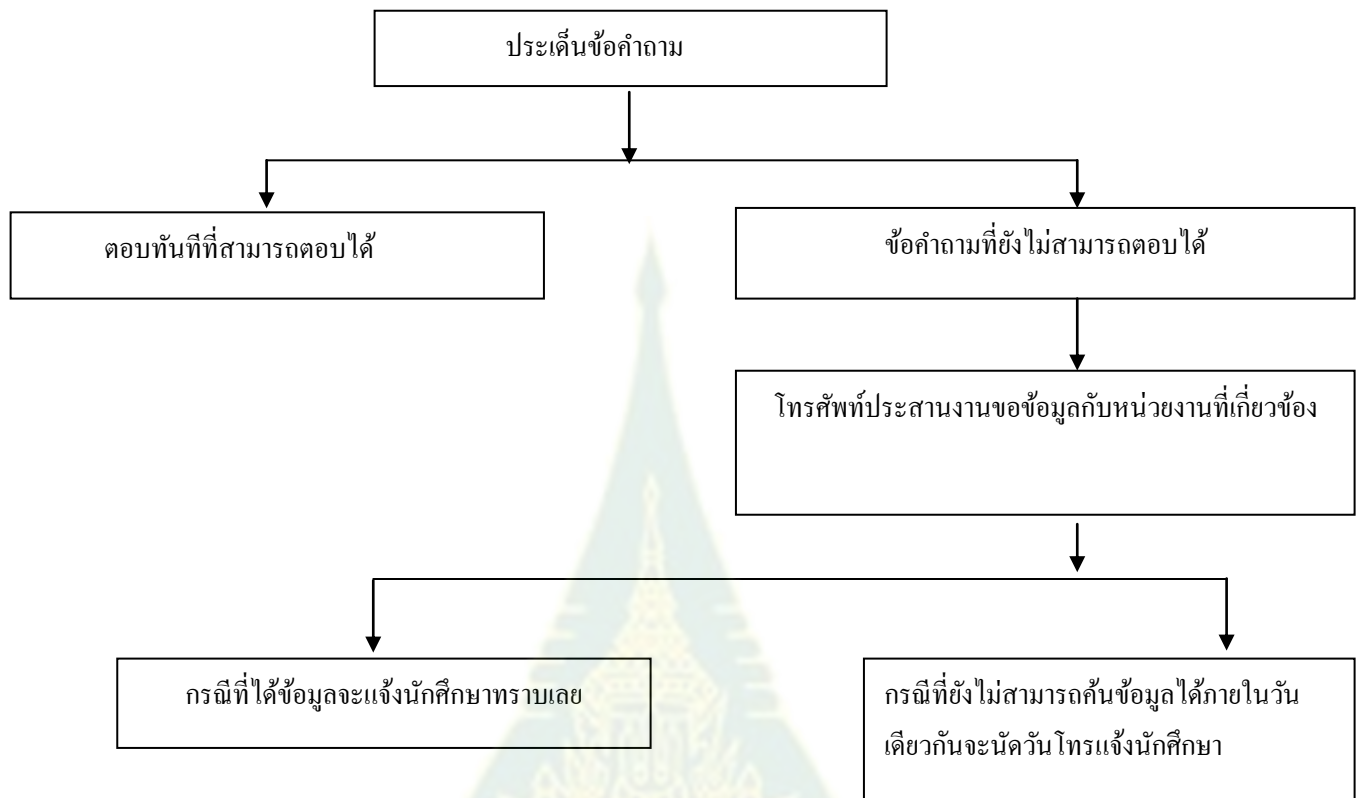 ประเด็นข้อคำถาม
ตอบทันทีที่สามารถตอบได้
ข้อคำถามที่ยังไม่สามารถตอบได้
โทรศัพท์ประสานงานขอข้อมูลกับหน่วยงานที่เกี่ยวข้อง
กรณีที่ได้ข้อมูลจะแจ้งนักศึกษาทราบเลย
กรณีที่ยังไม่สามารถค้นข้อมูลได้ภายในวัน
เดียวกันจะนัดวันโทรแจ้งนักศึกษา